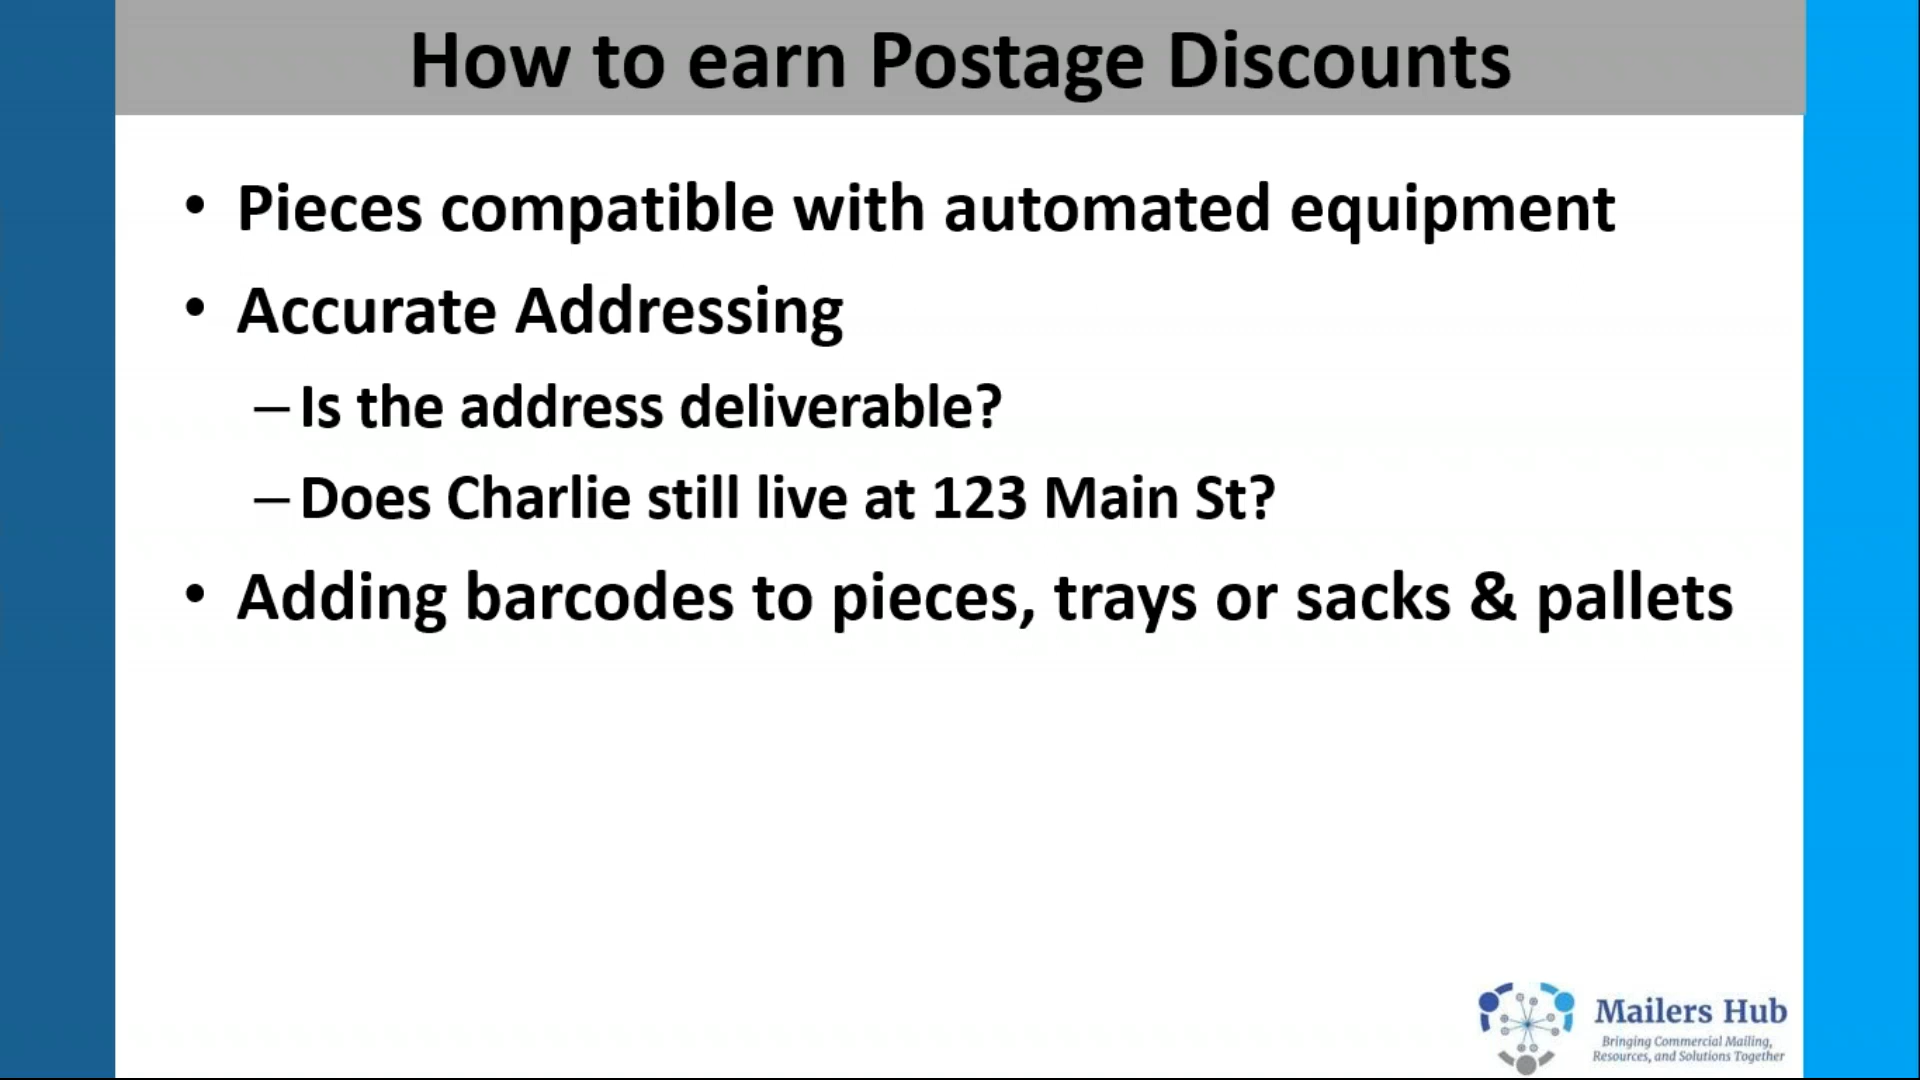 How to earn Postage Discounts
• Pieces compatible with automated equipment
• Accurate Addressing
– Is the address deliverable?
– Does Charlie still live at 123 Main St?
• Adding barcodes to pieces, trays or sacks & pallets
Mailers Hub
Bringing Commercial Mailing,
Resources, and Solutions Together